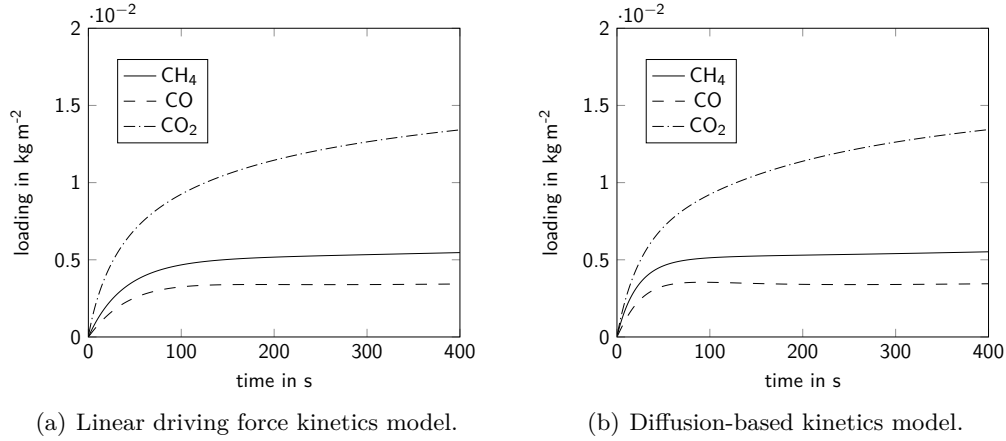 ·10⁻²
2
1.5
1
0.5
0
0 100 200 300 400
loading in kg m⁻²
time in s
CH₄
CO
CO₂
(a) Linear driving force kinetics model.
·10⁻²
2
1.5
1
0.5
0
0 100 200 300 400
loading in kg m⁻²
time in s
CH₄
CO
CO₂
(b) Diffusion-based kinetics model.